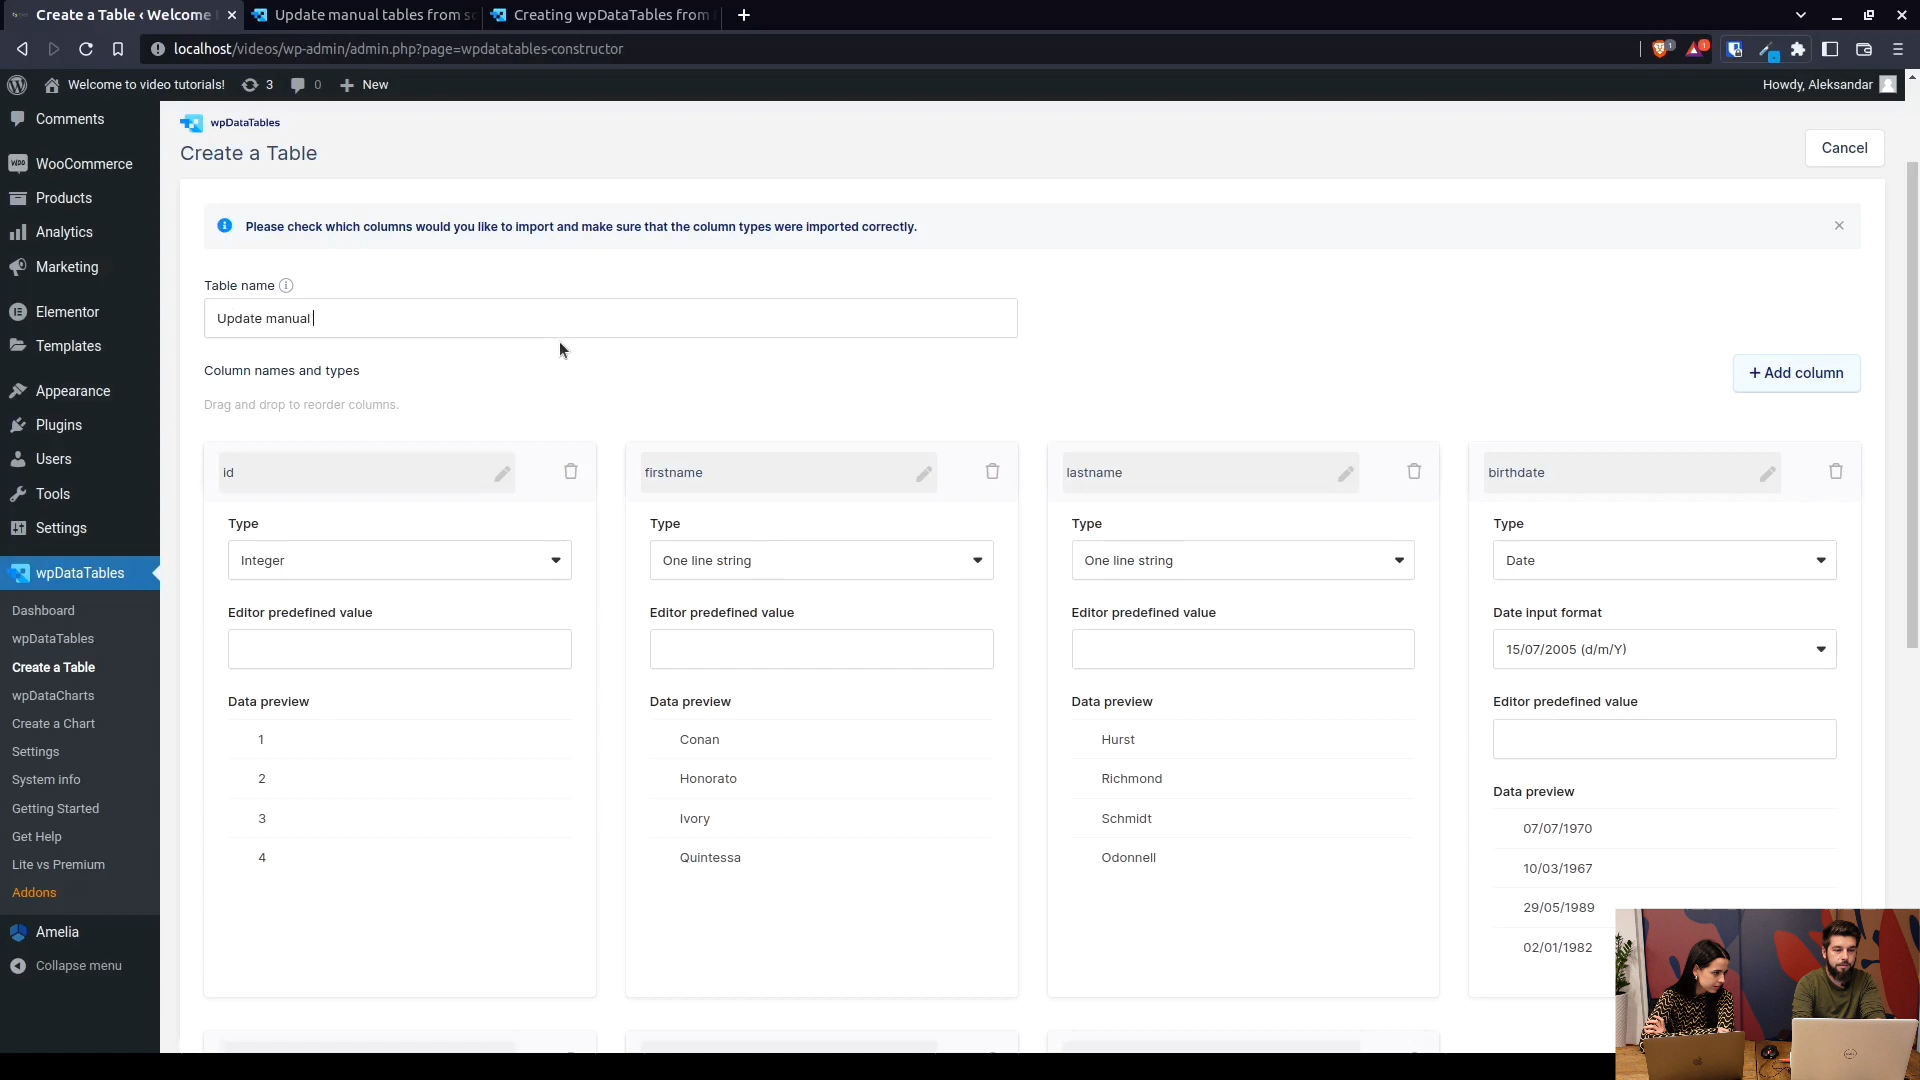 Create a Table ‹ Welcome
Update manual tables from so
Creating wpDataTables from
localhost/videos/wp-admin/admin.php?page=wpdatatables-constructor
1
1
Welcome to video tutorials!
3
0
New
Howdy, Aleksandar
Comments
WooCommerce
Products
Analytics
Marketing
Elementor
Templates
Appearance
Plugins
Users
Tools
Settings
wpDataTables
Dashboard
wpDataTables
Create a Table
wpDataCharts
Create a Chart
Settings
System info
Getting Started
Get Help
Lite vs Premium
Addons
Amelia
Collapse menu
wpDataTables
Create a Table
Cancel
Please check which columns would you like to import and make sure that the column types were imported correctly.
Table name
Update manual
Column names and types
+ Add column
Drag and drop to reorder columns.
id
Type
Integer
Editor predefined value
Data preview
1
2
3
4
firstname
Type
One line string
Editor predefined value
Data preview
Conan
Honorato
Ivory
Quintessa
lastname
Type
One line string
Editor predefined value
Data preview
Hurst
Richmond
Schmidt
Odonnell
birthdate
Type
Date
Date input format
15/07/2005 (d/m/Y)
Editor predefined value
Data preview
07/07/1970
10/03/1967
29/05/1989
02/01/1982